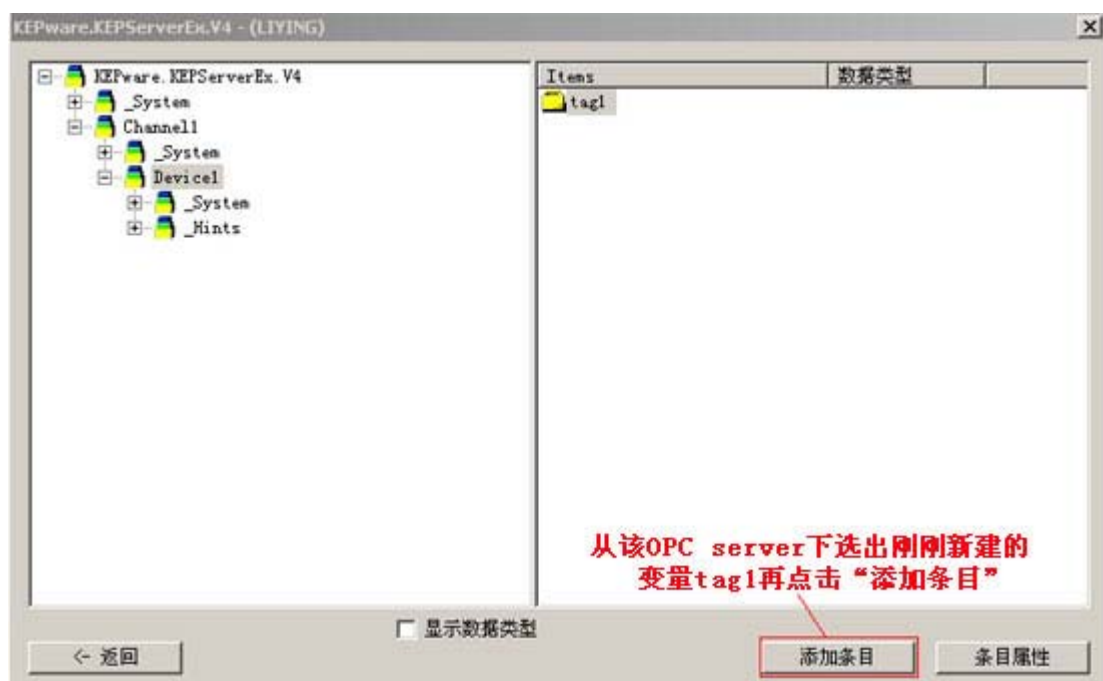 KEPware.KEPServerEx.V4 - (LIYING)
KEPware.KEPServerEx.V4
_System
Channel1
_System
Device1
_System
_Hints
Items 数据类型
tag1
从该OPC server下选出刚刚新建的
变量tag1再点击“添加条目”
显示数据类型
<- 返回
添加条目
条目属性